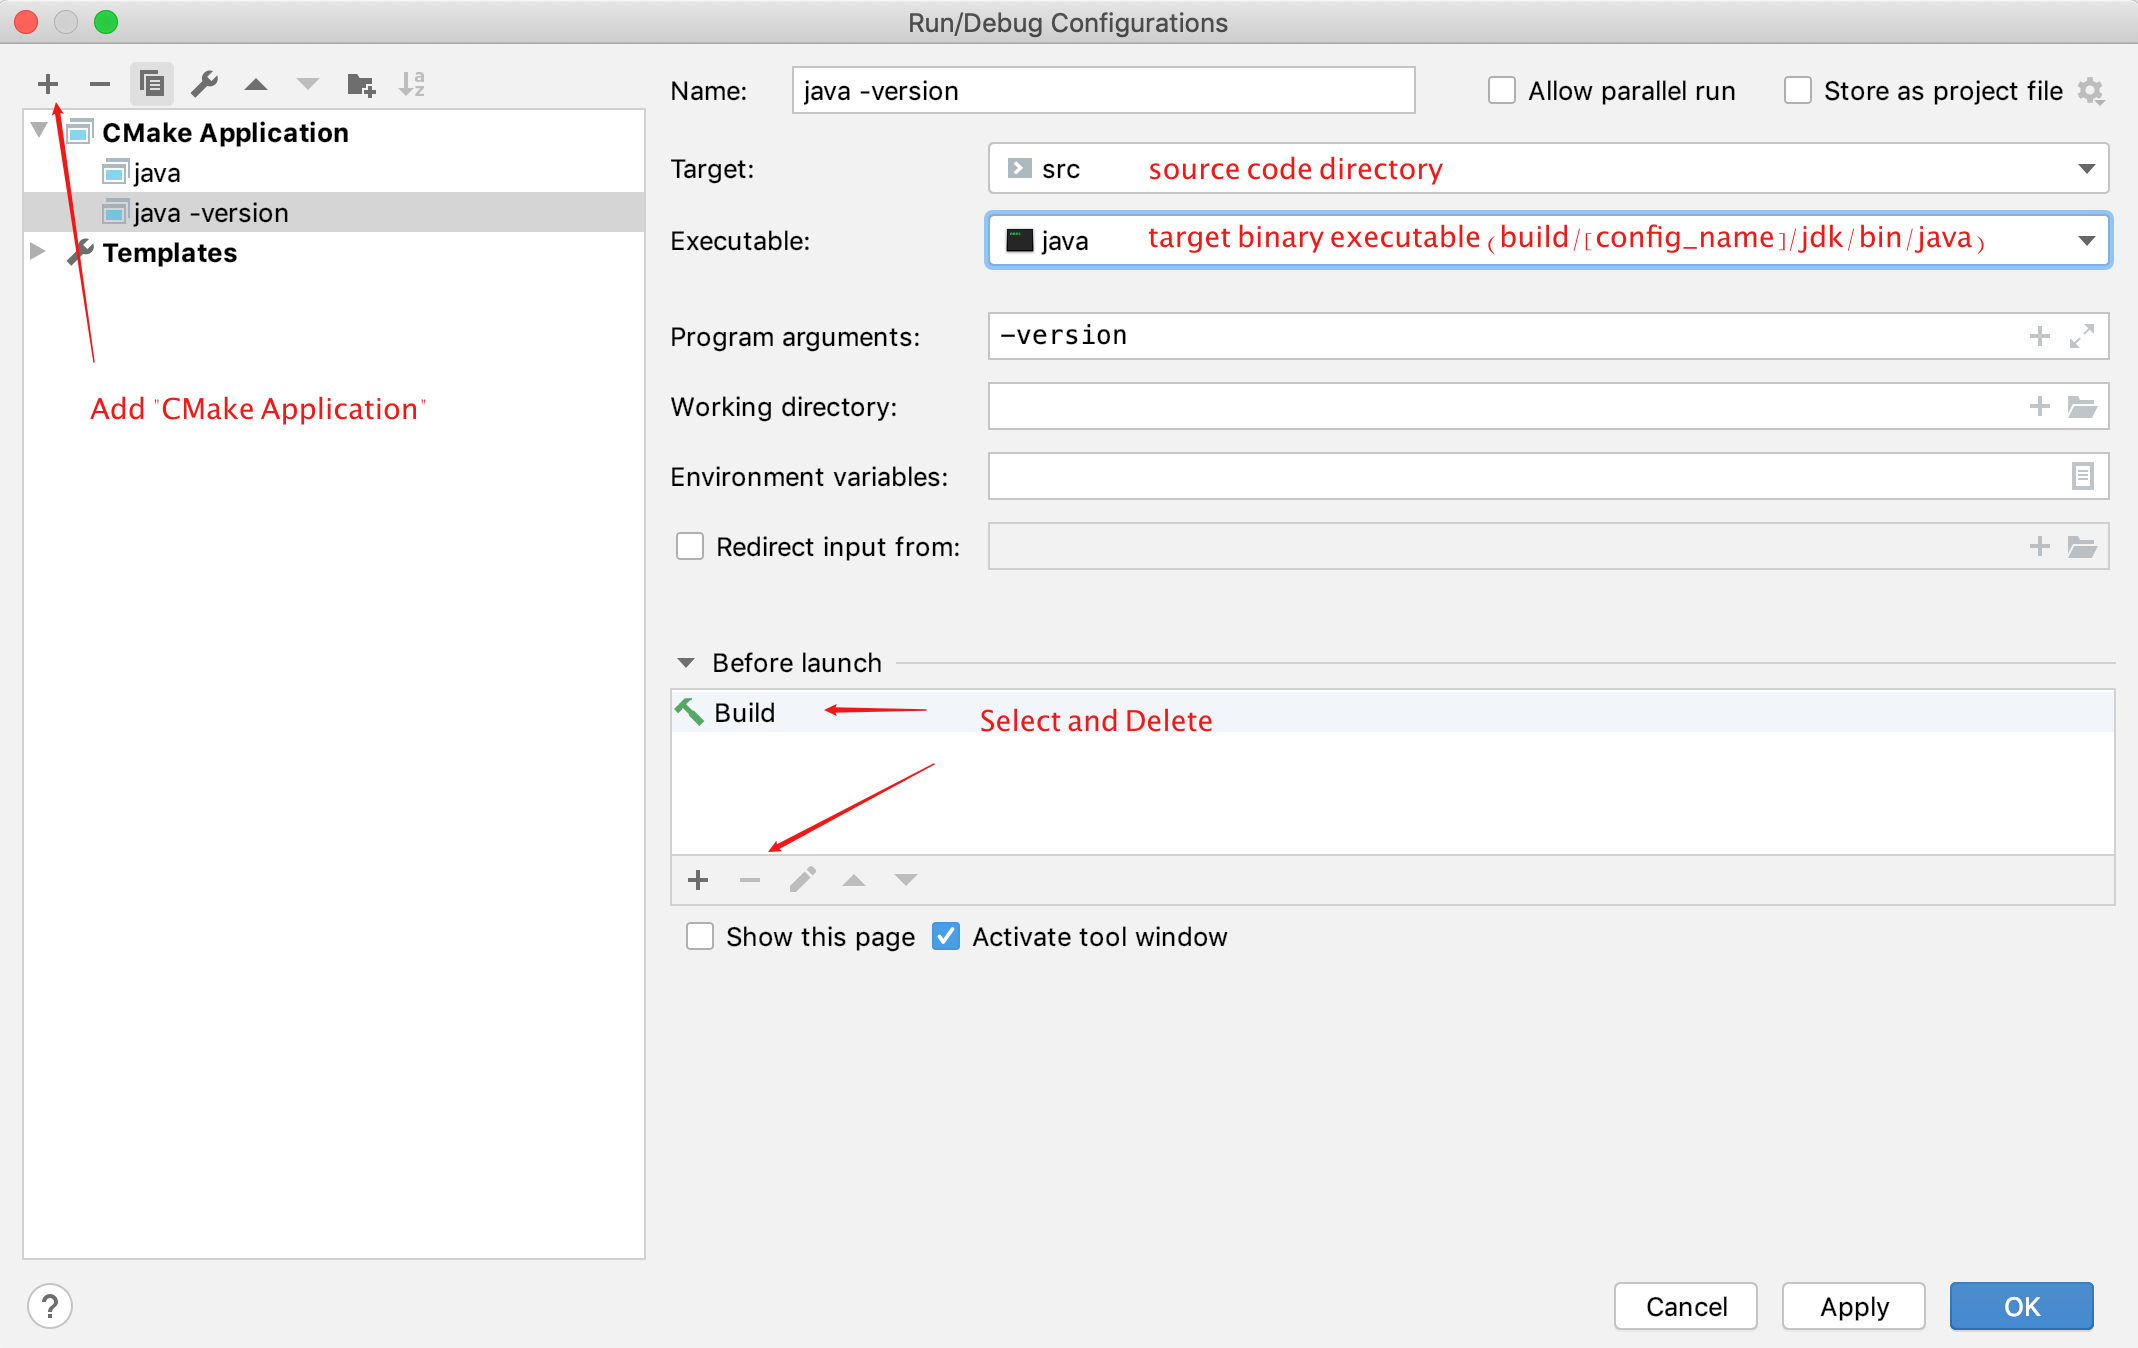 Run/Debug Configurations
Name: java -version Allow parallel run Store as project file
CMake Application
java
java -version
Templates
Add "CMake Application"
Target: src source code directory
Executable: java target binary executable (build/[config_name]/jdk/bin/java)
Program arguments: -version
Working directory:
Environment variables:
Redirect input from:
Before launch
Build Select and Delete
Show this page Activate tool window
? Cancel Apply OK